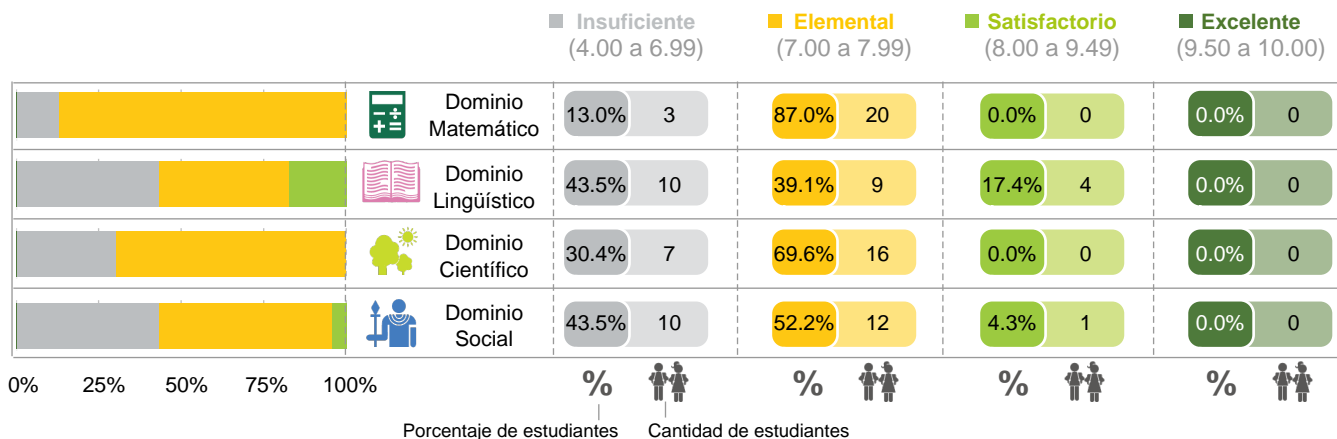 Insuficiente
(4.00 a 6.99)
Elemental
(7.00 a 7.99)
Satisfactorio
(8.00 a 9.49)
Excelente
(9.50 a 10.00)
Dominio
Matemático
13.0% 3 87.0% 20 0.0% 0 0.0% 0
Dominio
Lingüístico
43.5% 10 39.1% 9 17.4% 4 0.0% 0
Dominio
Científico
30.4% 7 69.6% 16 0.0% 0 0.0% 0
Dominio
Social
43.5% 10 52.2% 12 4.3% 1 0.0% 0
0% 25% 50% 75% 100% % % % %
Porcentaje de estudiantes Cantidad de estudiantes